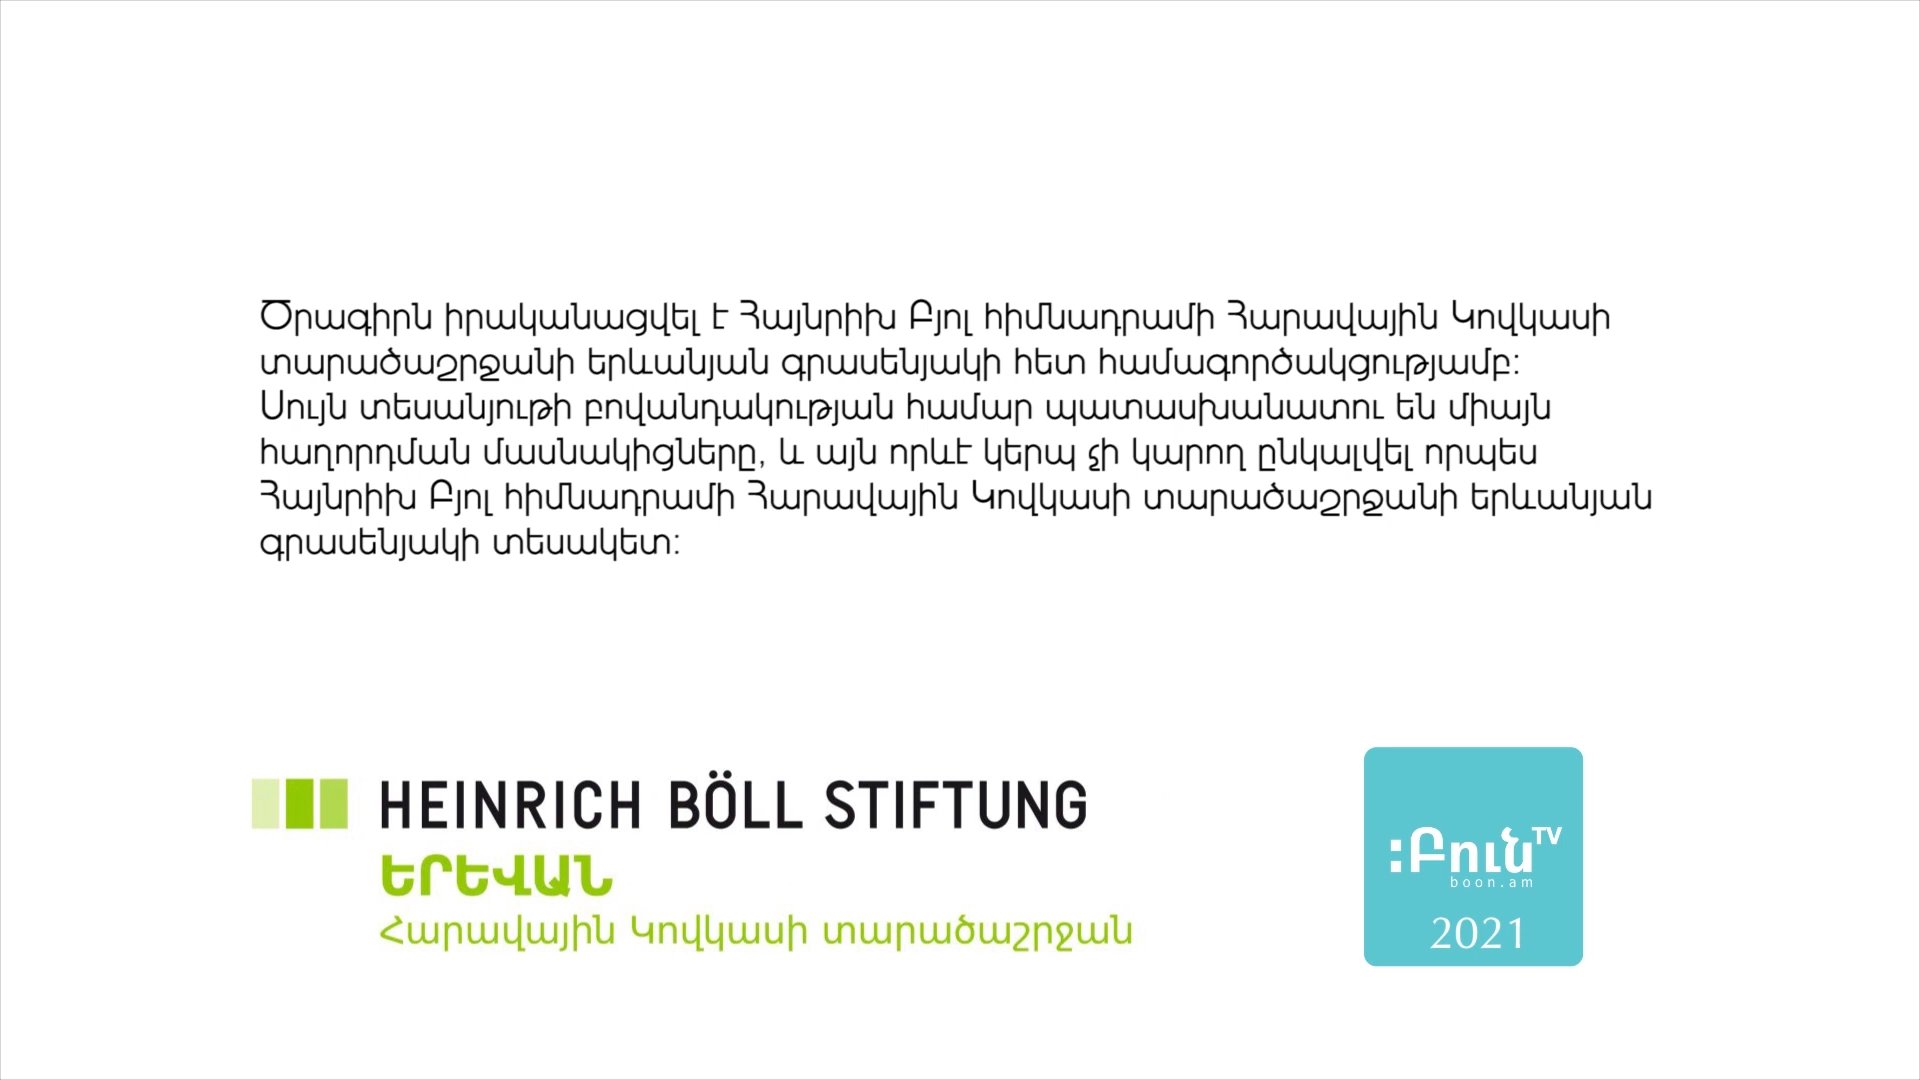 Ծրագիրն իրականացվել է Հայնրիխ Բյոլ հիմնադրամի Հարավային Կովկասի
տարածաշրջանի երևանյան գրասենյակի հետ համագործակցությամբ:
Սույն տեսանյութի բովանդակության համար պատասխանատու են միայն
հաղորդման մասնակիցները, և այն որևէ կերպ չի կարող ընկալվել որպես
Հայնրիխ Բյոլ հիմնադրամի Հարավային Կովկասի տարածաշրջանի երևանյան
գրասենյակի տեսակետ:
HEINRICH BÖLL STIFTUNG
ԵՐԵՎԱՆ
Հարավային Կովկասի տարածաշրջան
:Բուն TV
boon.am
2021